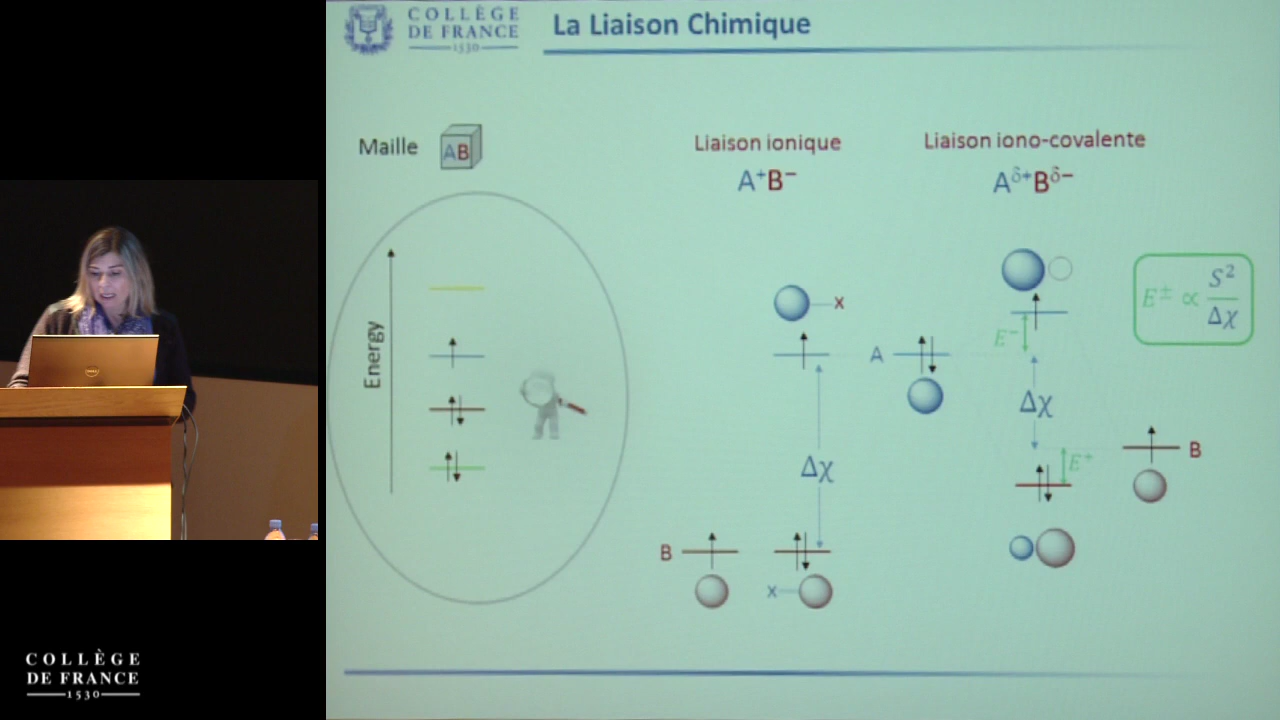 COLLÈGE
DE FRANCE
1530
La Liaison Chimique
Maille
AB
Liaison ionique
A⁺B⁻
Liaison iono-covalente
A^δ+B^δ−
Energy
x
A
Δχ
B
x
E⁻
Δχ
E⁺
B
E^± ∝ S²/Δχ
DELL
COLLÈGE
DE FRANCE
1530